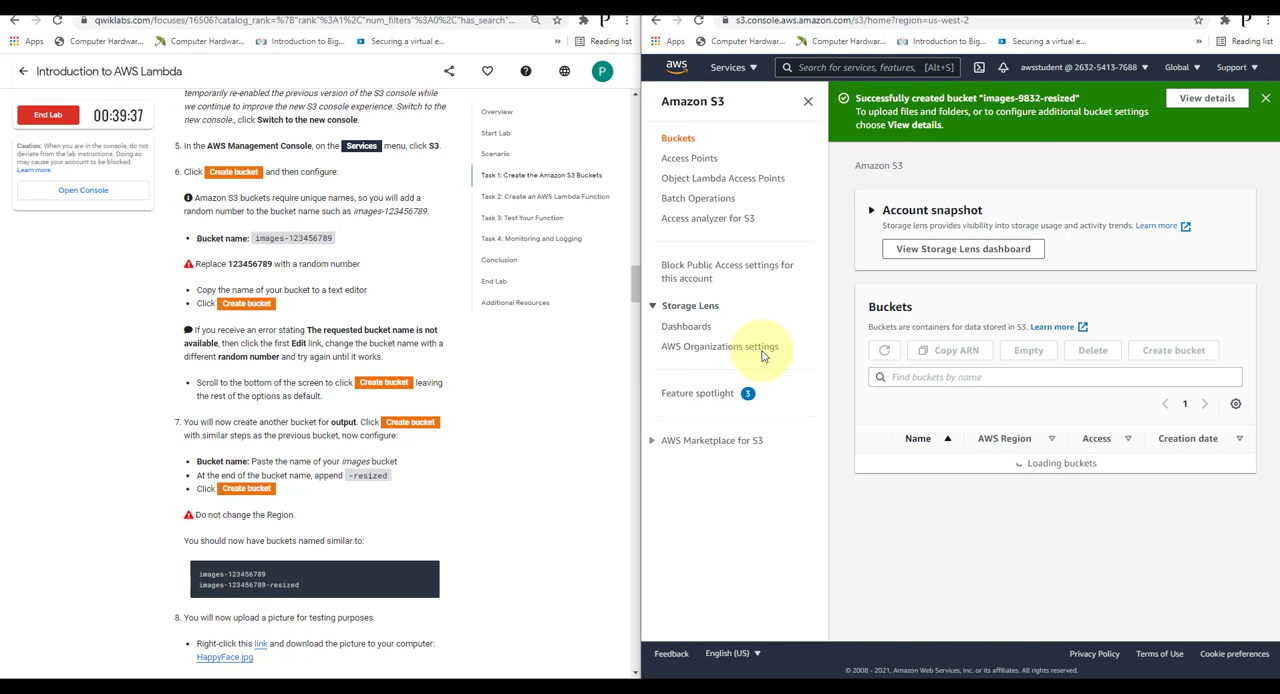 qwiklabs.com/focuses/16506?catalog_rank=%7B"rank"%3A1%2C"num_filters"%3A0%2C"has_search"...
Apps Computer Hardwar... Computer Hardwar... Introduction to Big... Securing a virtual e... » Reading list
Introduction to AWS Lambda P
End Lab 00:39:37
Caution: When you are in the console, do not
deviate from the lab instructions. Doing so
may cause your account to be blocked.
Learn more.
Open Console
temporarily re-enabled the previous version of the S3 console while
we continue to improve the new S3 console experience. Switch to the
new console., click Switch to the new console.
5. In the AWS Management Console, on the Services menu, click S3.
6. Click Create bucket and then configure:
Amazon S3 buckets require unique names, so you will add a
random number to the bucket name such as images-123456789.
• Bucket name: images-123456789
Replace 123456789 with a random number
• Copy the name of your bucket to a text editor
• Click Create bucket
If you receive an error stating The requested bucket name is not
available, then click the first Edit link, change the bucket name with a
different random number and try again until it works.
• Scroll to the bottom of the screen to click Create bucket leaving
the rest of the options as default.
7. You will now create another bucket for output. Click Create bucket
with similar steps as the previous bucket, now configure:
• Bucket name: Paste the name of your images bucket
• At the end of the bucket name, append -resized
• Click Create bucket
Do not change the Region.
You should now have buckets named similar to:
images-123456789
images-123456789-resized
8. You will now upload a picture for testing purposes.
• Right-click this link and download the picture to your computer:
HappyFace.jpg
Overview
Start Lab
Scenario
Task 1: Create the Amazon S3 Buckets
Task 2: Create an AWS Lambda Function
Task 3: Test Your Function
Task 4: Monitoring and Logging
Conclusion
End Lab
Additional Resources
s3.console.aws.amazon.com/s3/home?region=us-west-2
Apps Computer Hardwar... Computer Hardwar... Introduction to Big... Securing a virtual e... » Reading list
aws Services Search for services, features, [Alt+S] awsstudent @ 2632-5413-7688 Global Support
Amazon S3
Buckets
Access Points
Object Lambda Access Points
Batch Operations
Access analyzer for S3
Block Public Access settings for
this account
Storage Lens
Dashboards
AWS Organizations settings
Feature spotlight 3
AWS Marketplace for S3
Successfully created bucket "images-9832-resized"
To upload files and folders, or to configure additional bucket settings
choose View details.
View details
Amazon S3
Account snapshot
Storage lens provides visibility into storage usage and activity trends. Learn more
View Storage Lens dashboard
Buckets
Buckets are containers for data stored in S3. Learn more
Copy ARN Empty Delete Create bucket
Find buckets by name
1
Name AWS Region Access Creation date
Loading buckets
Feedback English (US) Privacy Policy Terms of Use Cookie preferences
© 2008 - 2021, Amazon Web Services, Inc. or its affiliates. All rights reserved.